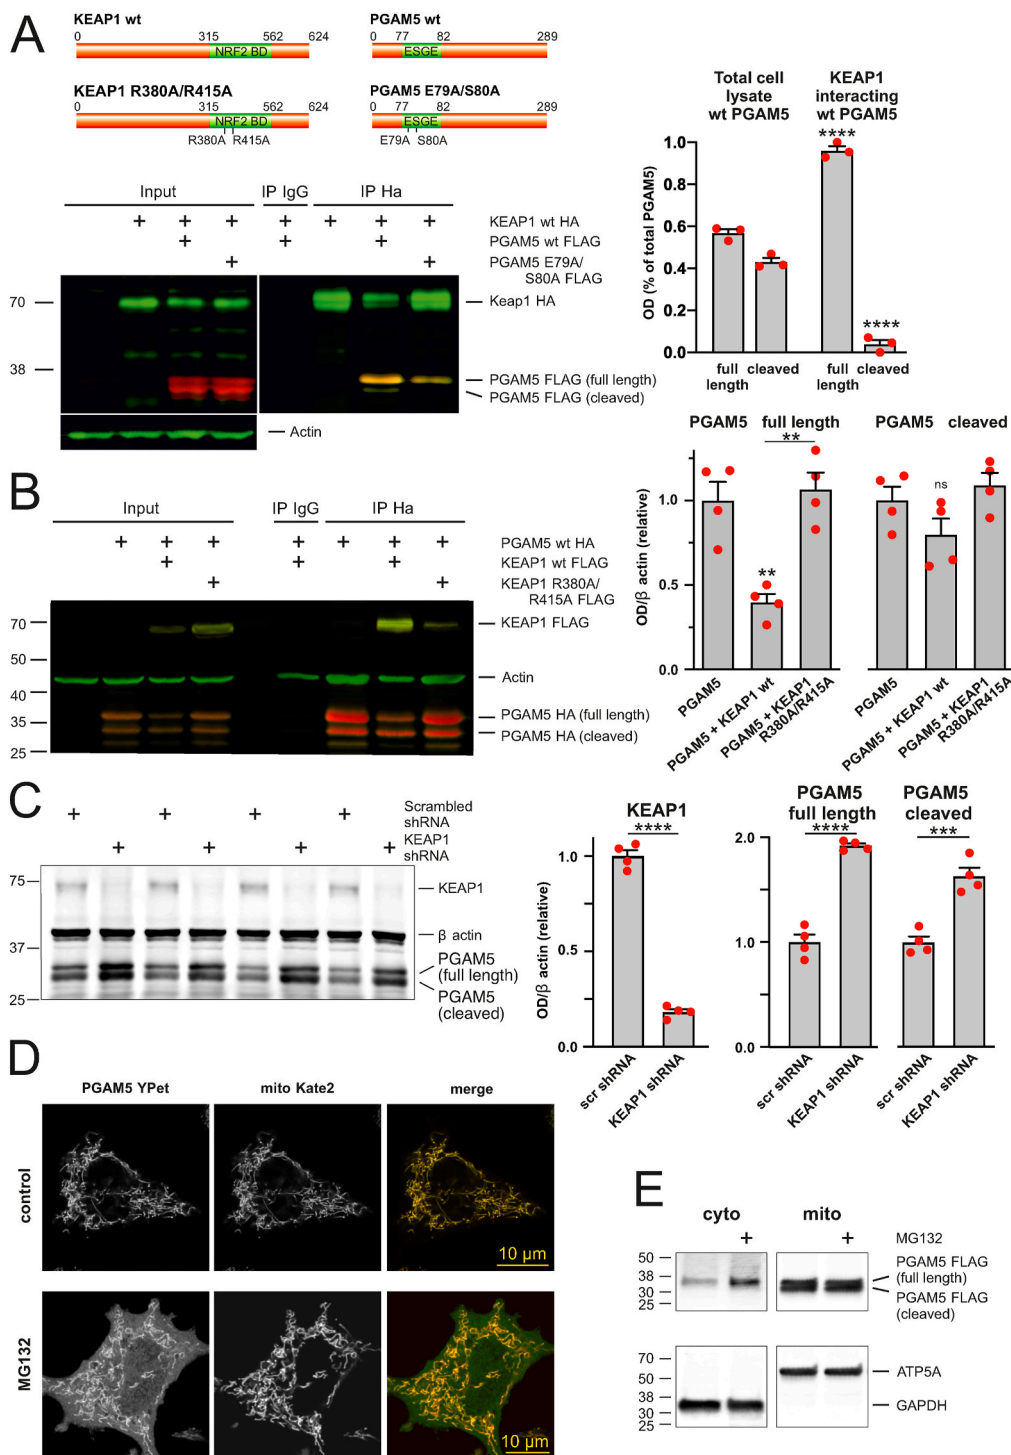 A
KEAP1 wt
0 315 562 624
NRF2 BD
PGAM5 wt
0 77 82 289
ESGE
KEAP1 R380A/R415A
0 315 562 624
NRF2 BD
R380A R415A
PGAM5 E79A/S80A
0 77 82 289
ESGE
E79A S80A
Input IP IgG IP Ha
+ + + + + + + KEAP1 wt HA
+ + + PGAM5 wt FLAG
+ + PGAM5 E79A/
S80A FLAG
70
38
Keap1 HA
PGAM5 FLAG (full length)
PGAM5 FLAG (cleaved)
Actin
Total cell
lysate
wt PGAM5
KEAP1
interacting
wt PGAM5
OD (% of total PGAM5)
1.0
0.8
0.6
0.4
0.2
0.0
****
****
full
length
cleaved
full
length
cleaved
B
Input IP IgG IP Ha
+ + + + + + + PGAM5 wt HA
+ + + KEAP1 wt FLAG
+ + KEAP1 R380A/
R415A FLAG
70
50
40
35
25
KEAP1 FLAG
Actin
PGAM5 HA (full length)
PGAM5 HA (cleaved)
PGAM5 full length
**
**
OD/β actin (relative)
1.0
0.5
0.0
PGAM5
PGAM5 + KEAP1 wt
PGAM5 + KEAP1
R380A/R415A
PGAM5 cleaved
ns
PGAM5
PGAM5 + KEAP1 wt
PGAM5 + KEAP1
R380A/R415A
C
+ + + + Scrambled
shRNA
+ + + + KEAP1
shRNA
75
37
25
KEAP1
β actin
PGAM5
(full length)
PGAM5
(cleaved)
KEAP1
****
OD/β actin (relative)
1.0
0.5
0.0
scr shRNA
KEAP1 shRNA
PGAM5
full length
****
2.0
1.0
0.0
scr shRNA
KEAP1 shRNA
PGAM5
cleaved
***
scr shRNA
KEAP1 shRNA
D
PGAM5 YPet mito Kate2 merge
control
10 µm
MG132
10 µm
E
cyto mito
+ + MG132
50
38
30
25
PGAM5 FLAG
(full length)
PGAM5 FLAG
(cleaved)
70
50
38
30
25
ATP5A
GAPDH